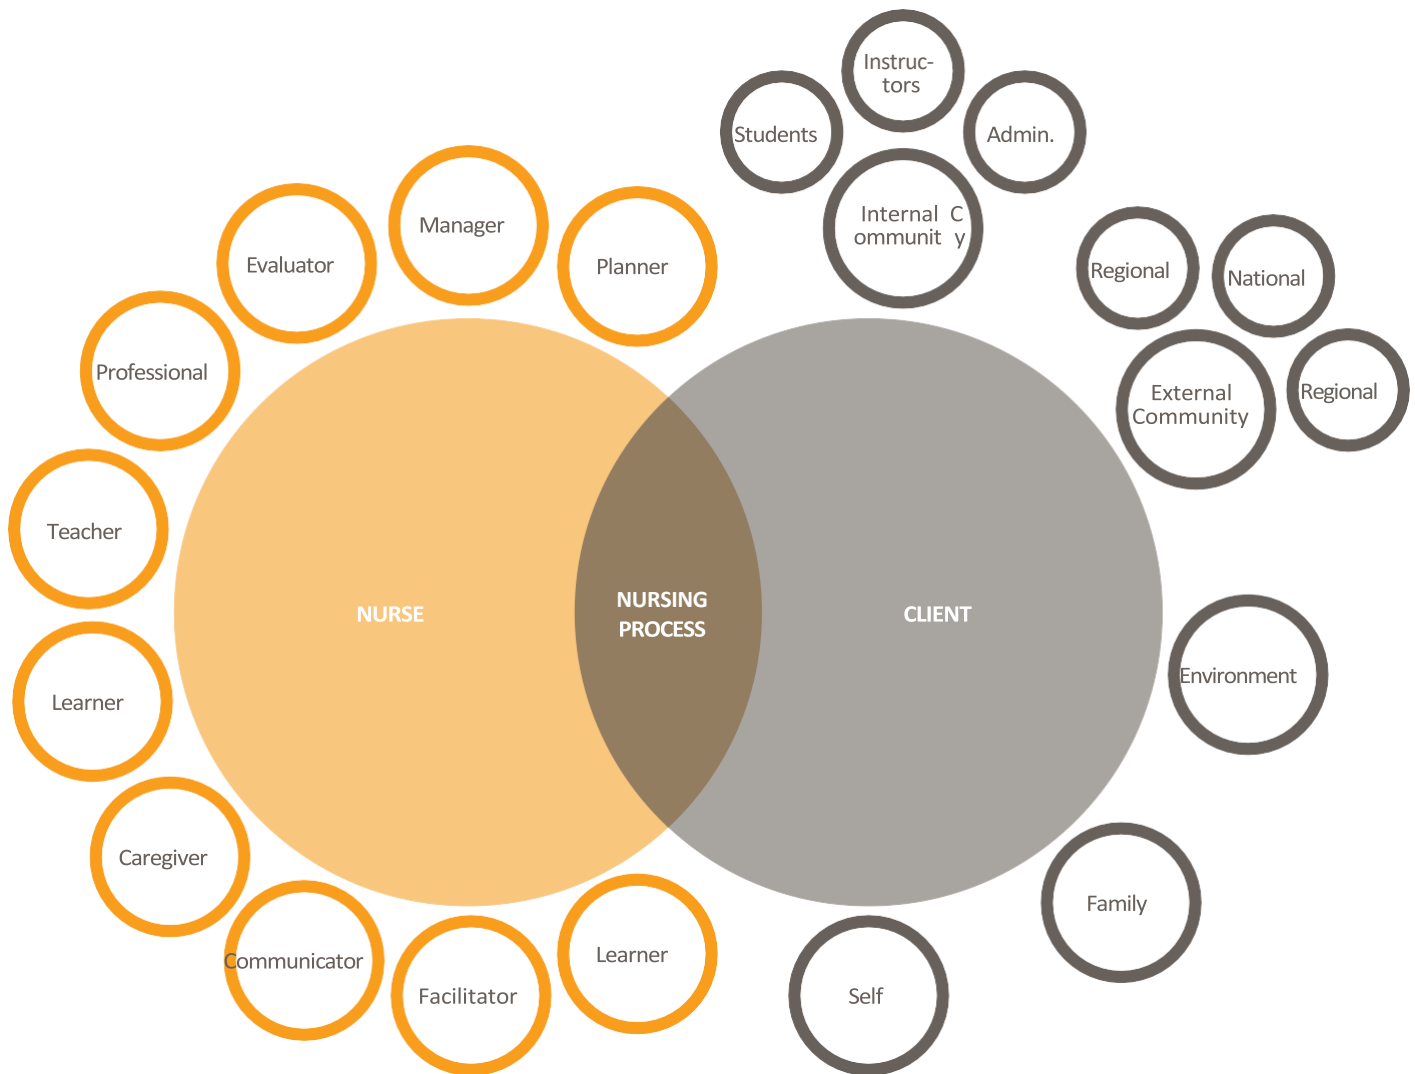 Instruc-
tors
Students
Admin.
Internal C
ommunit y
Manager
Evaluator
Planner
Regional
National
Professional
External
Community
Regional
Teacher
NURSE
NURSING
PROCESS
CLIENT
Environment
Learner
Caregiver
Family
Communicator
Facilitator
Learner
Self